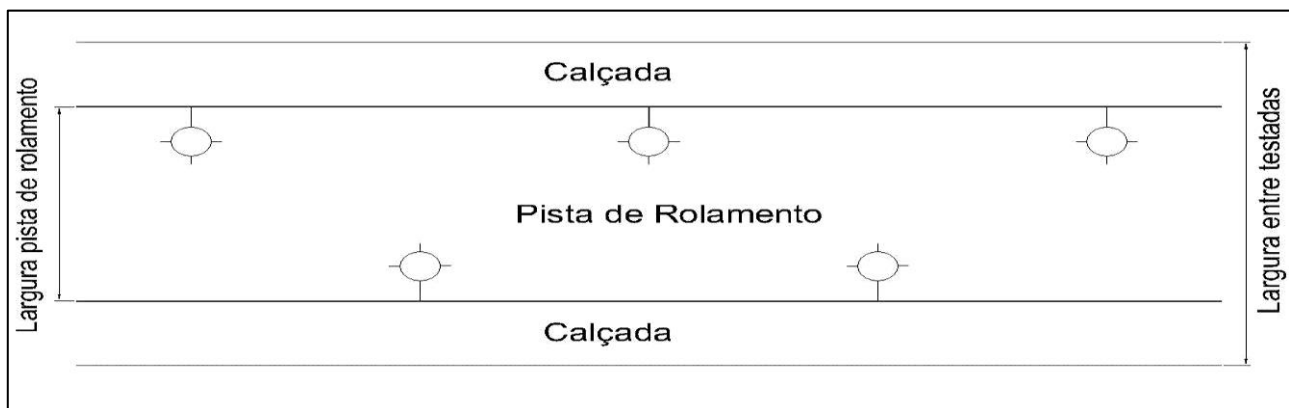 Calçada
Largura pista de rolamento
Pista de Rolamento
Largura entre testadas
Calçada